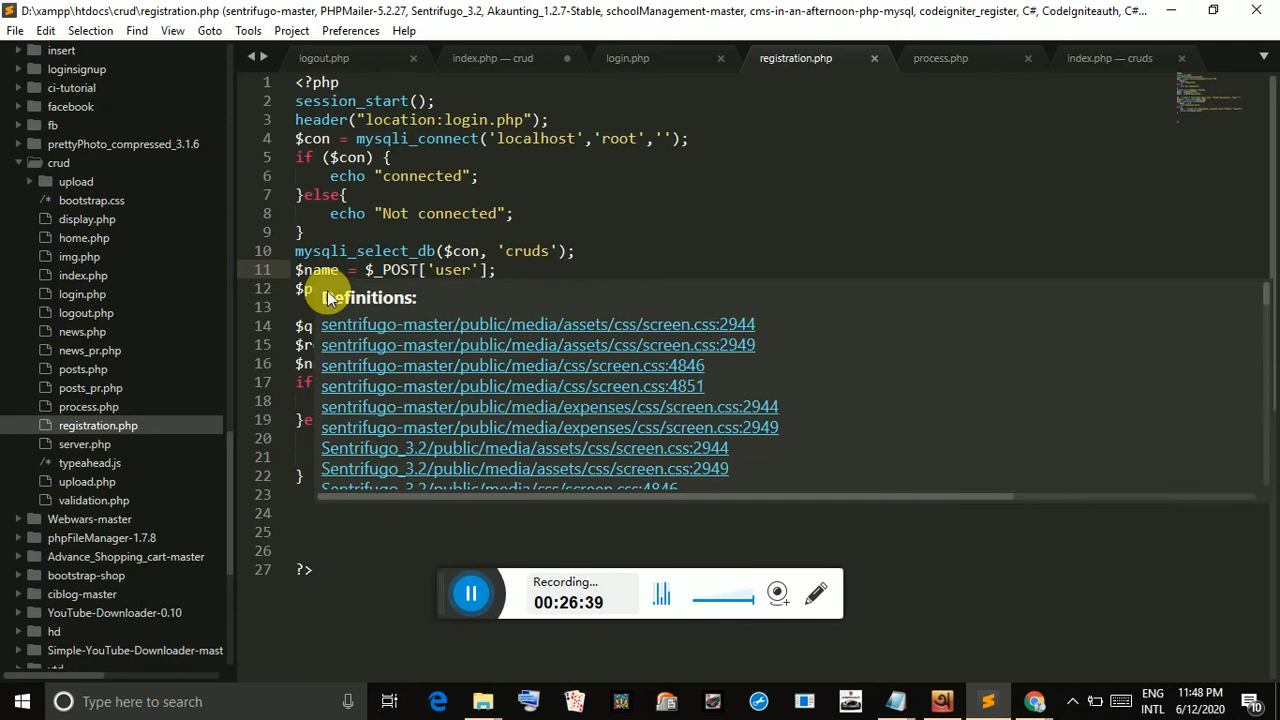 D:\xampp\htdocs\crud\registration.php (sentrifugo-master, PHPMailer-5.2.27, Sentrifugo_3.2, Akaunting_1.2.7-Stable, schoolManagement-master, cms-in-an-afternoon-php-mysql, codeigniter_register, C#, CodeIgniteauth, C#...
File Edit Selection Find View Goto Tools Project Preferences Help
logout.php index.php — crud login.php registration.php process.php index.php — cruds
insert
loginsignup
ci-tutorial
facebook
fb
prettyPhoto_compressed_3.1.6
crud
upload
/* bootstrap.css
display.php
home.php
img.php
index.php
login.php
logout.php
news.php
news_pr.php
posts.php
posts_pr.php
process.php
registration.php
server.php
typeahead.js
upload.php
validation.php
Webwars-master
phpFileManager-1.7.8
Advance_Shopping_cart-master
bootstrap-shop
ciblog-master
YouTube-Downloader-0.10
hd
Simple-YouTube-Downloader-mast
1 <?php
2 session_start();
3 header("location:login.php");
4 $con = mysqli_connect('localhost','root','');
5 if ($con) {
6 echo "connected";
7 }else{
8 echo "Not connected";
9 }
10 mysqli_select_db($con, 'cruds');
11 $name = $_POST['user'];
12 $p
13
14 $q
15 $r
16 $n
17 if
18
19 }e
20
21
22 }
23
24
25
26
27 ?>
Definitions:
sentrifugo-master/public/media/assets/css/screen.css:2944
sentrifugo-master/public/media/assets/css/screen.css:2949
sentrifugo-master/public/media/css/screen.css:4846
sentrifugo-master/public/media/css/screen.css:4851
sentrifugo-master/public/media/expenses/css/screen.css:2944
sentrifugo-master/public/media/expenses/css/screen.css:2949
Sentrifugo_3.2/public/media/assets/css/screen.css:2944
Sentrifugo_3.2/public/media/assets/css/screen.css:2949
Sentrifugo_3.2/public/media/css/screen.css:4846
Recording...
00:26:39
Type here to search
ENG
INTL
11:48 PM
6/12/2020
10